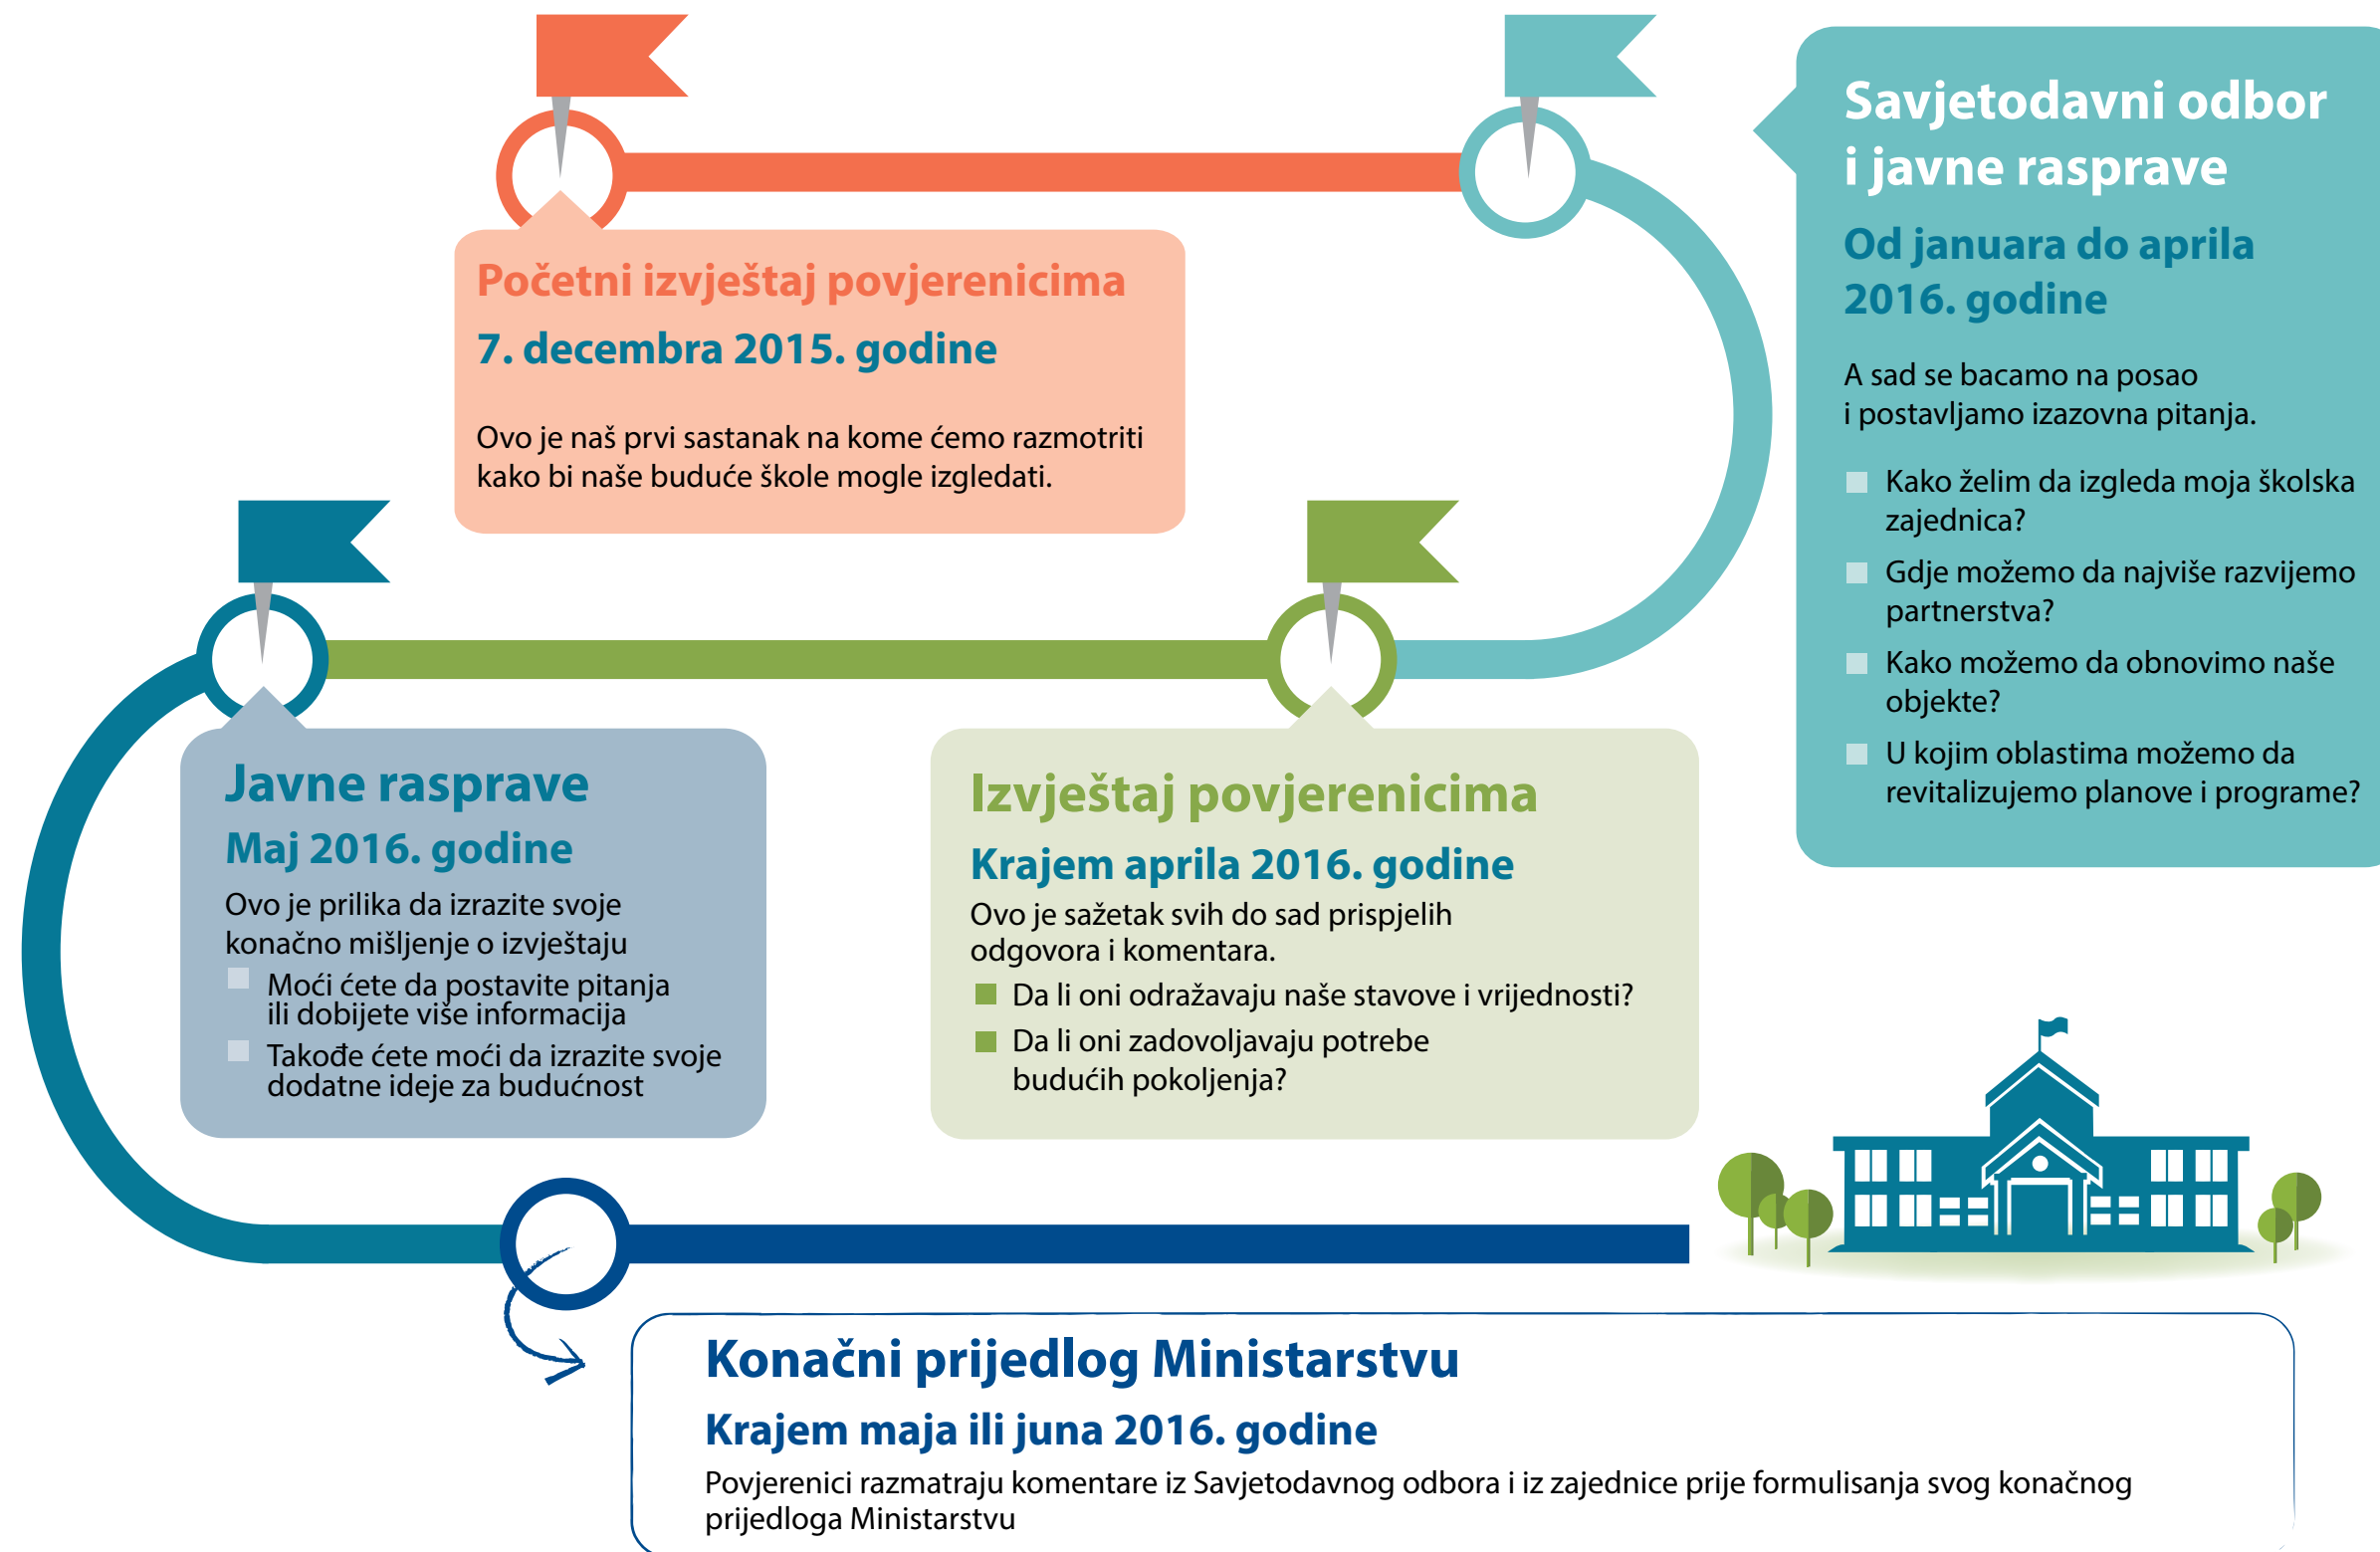 Početni izvještaj povjerenicima
7. decembra 2015. godine
Ovo je naš prvi sastanak na kome ćemo razmotriti
kako bi naše buduće škole mogle izgledati.
Savjetodavni odbor
i javne rasprave
Od januara do aprila
2016. godine
A sad se bacamo na posao
i postavljamo izazovna pitanja.
Kako želim da izgleda moja školska
zajednica?
Gdje možemo da najviše razvijemo
partnerstva?
Kako možemo da obnovimo naše
objekte?
U kojim oblastima možemo da
revitalizujemo planove i programe?
Izvještaj povjerenicima
Krajem aprila 2016. godine
Ovo je sažetak svih do sad prispjelih
odgovora i komentara.
Da li oni odražavaju naše stavove i vrijednosti?
Da li oni zadovoljavaju potrebe
budućih pokoljenja?
Javne rasprave
Maj 2016. godine
Ovo je prilika da izrazite svoje
konačno mišljenje o izvještaju
Moći ćete da postavite pitanja
ili dobijete više informacija
Takođe ćete moći da izrazite svoje
dodatne ideje za budućnost
Konačni prijedlog Ministarstvu
Krajem maja ili juna 2016. godine
Povjerenici razmatraju komentare iz Savjetodavnog odbora i iz zajednice prije formulisanja svog konačnog
prijedloga Ministarstvu